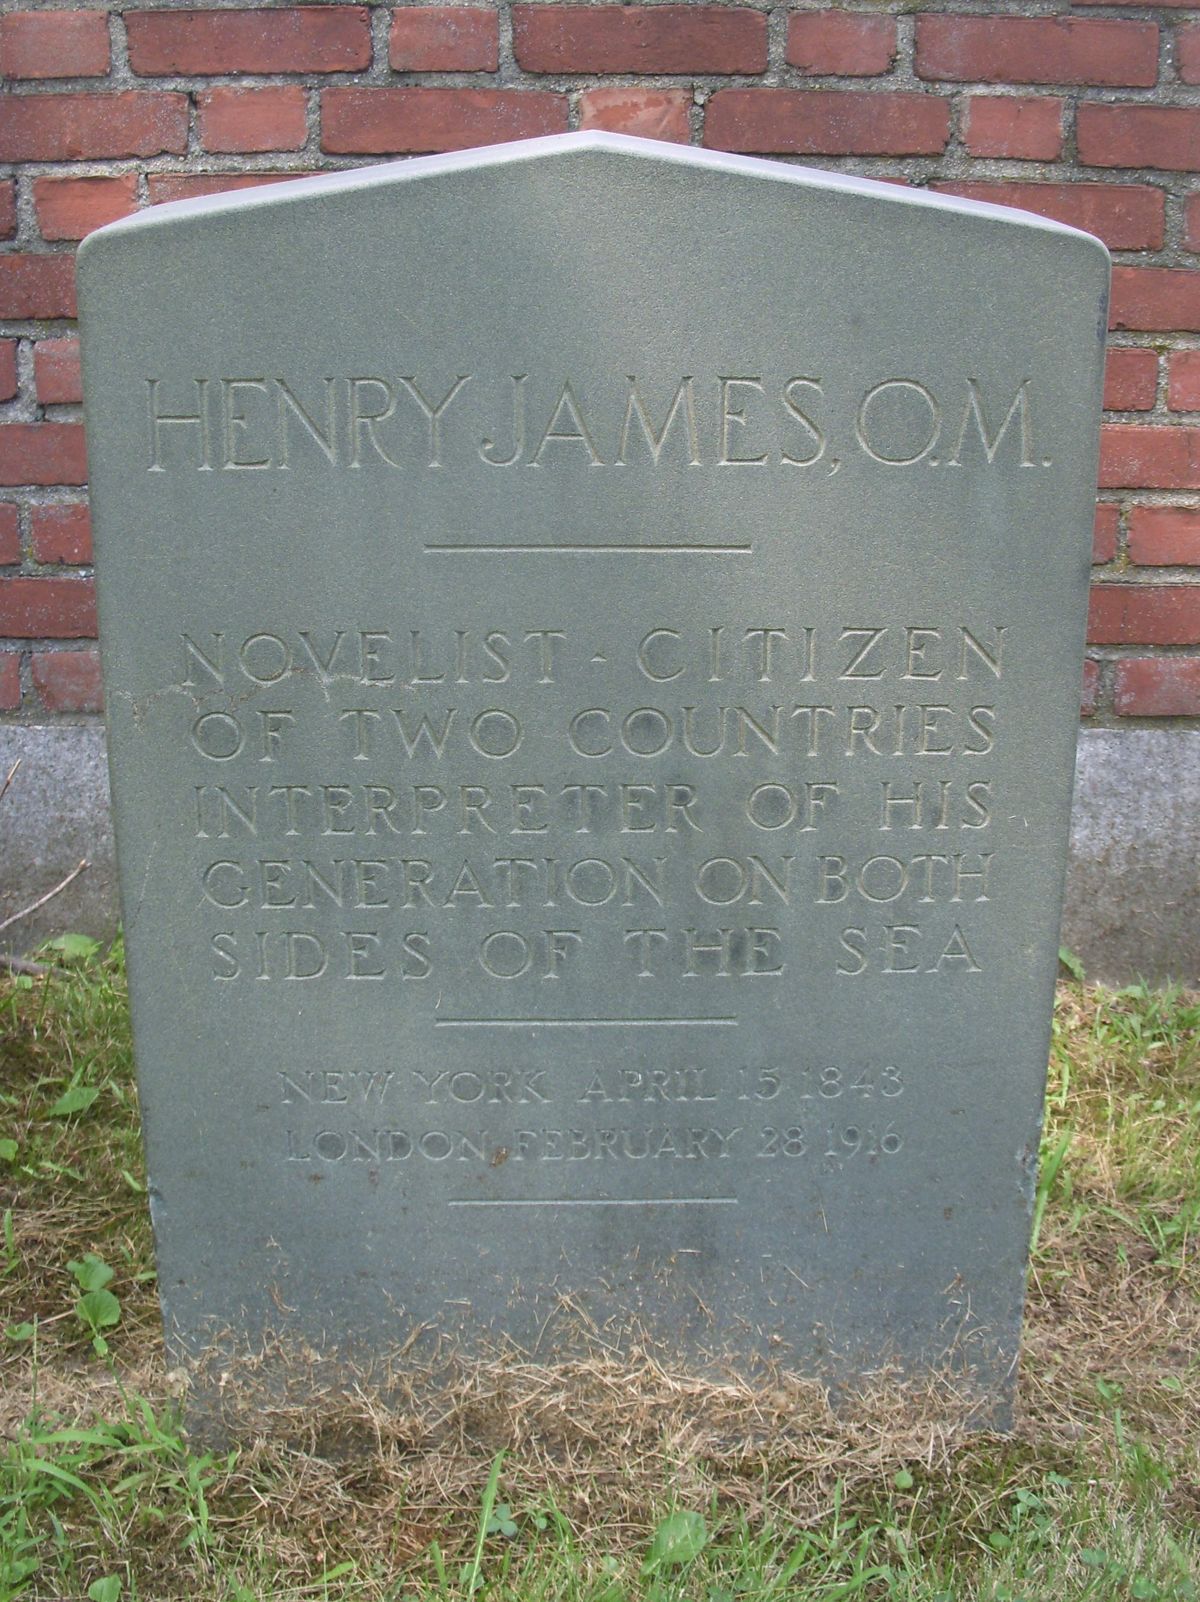 HENRY JAMES, O.M.
NOVELIST · CITIZEN
OF TWO COUNTRIES
INTERPRETER OF HIS
GENERATION ON BOTH
SIDES OF THE SEA
NEW YORK APRIL 15 1843
LONDON FEBRUARY 28 1916